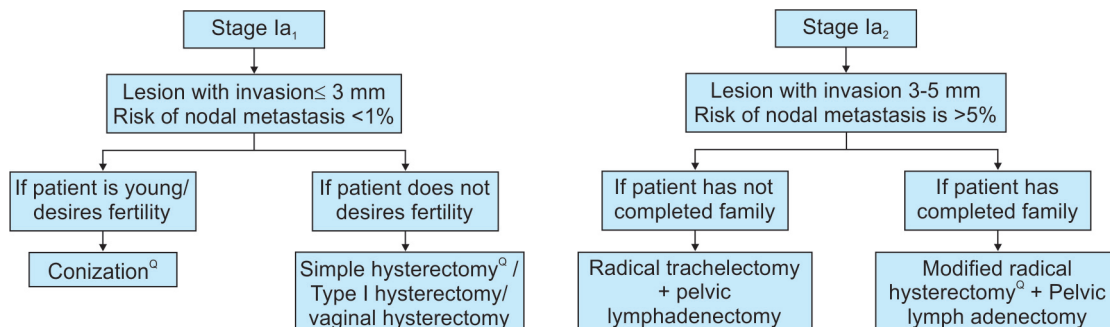 Stage Ia₁
Lesion with invasion≤ 3 mm
Risk of nodal metastasis <1%
If patient is young/
desires fertility
If patient does not
desires fertility
Conization^Q
Simple hysterectomy^Q /
Type I hysterectomy/
vaginal hysterectomy
Stage Ia₂
Lesion with invasion 3-5 mm
Risk of nodal metastasis is >5%
If patient has not
completed family
If patient has
completed family
Radical trachelectomy
+ pelvic
lymphadenectomy
Modified radical
hysterectomy^Q + Pelvic
lymph adenectomy